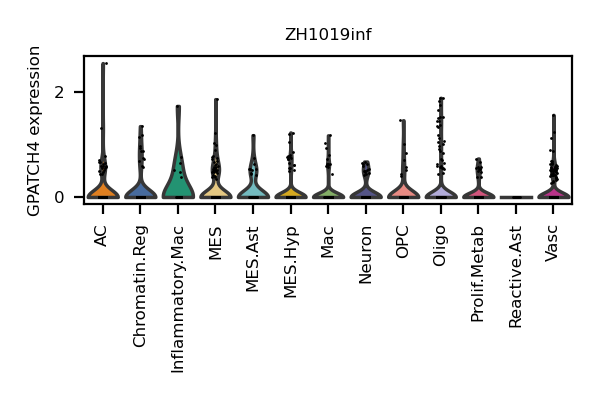 ZH1019inf
GPATCH4 expression
2
0
AC
Chromatin.Reg
Inflammatory.Mac
MES
MES.Ast
MES.Hyp
Mac
Neuron
OPC
Oligo
Prolif.Metab
Reactive.Ast
Vasc